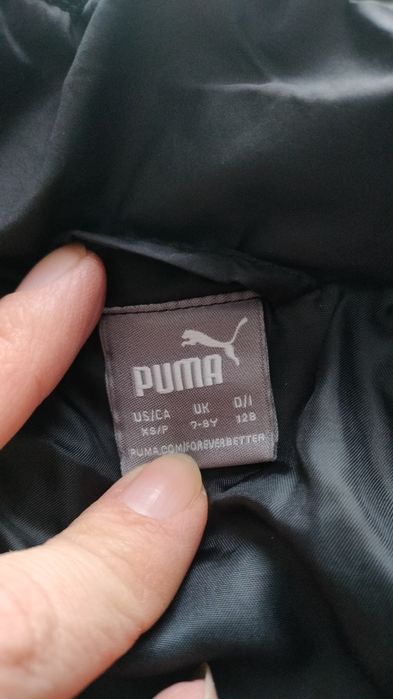 PUMA
US/CA UK D/I
XS/P 7-8Y 128
PUMA.COM/FOREVERBETTER